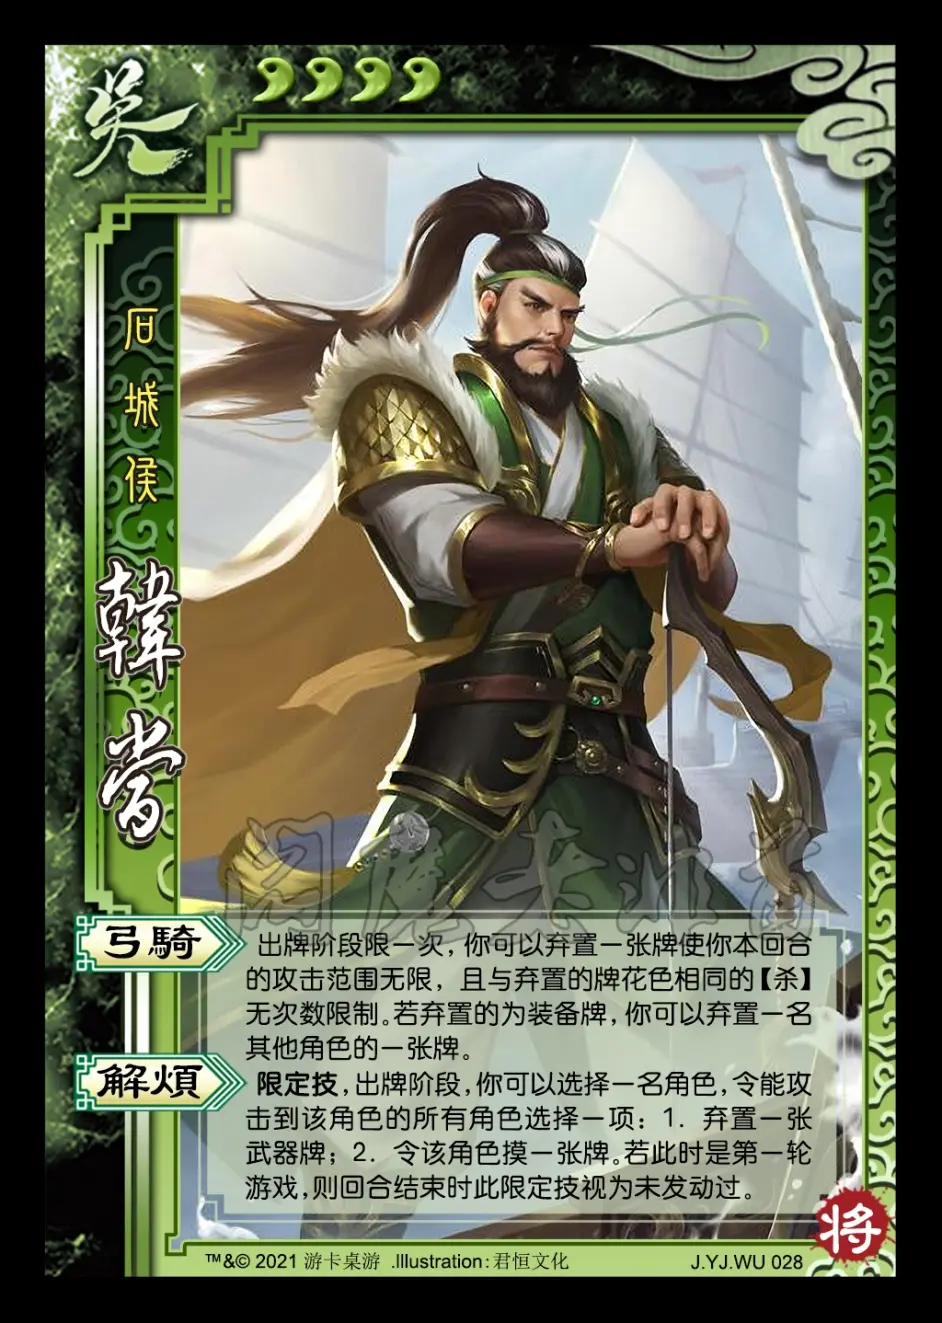 吴
石城侯
韓當
弓騎
出牌阶段限一次，你可以弃置一张牌使你本回合
的攻击范围无限，且与弃置的牌花色相同的【杀】
无次数限制。若弃置的为装备牌，你可以弃置一名
其他角色的一张牌。
解煩
限定技，出牌阶段，你可以选择一名角色，令能攻
击到该角色的所有角色选择一项：1. 弃置一张
武器牌；2. 令该角色摸一张牌。若此时是第一轮
游戏，则回合结束时此限定技视为未发动过。
将
™&© 2021 游卡桌游 .Illustration：君恒文化
J.YJ.WU 028